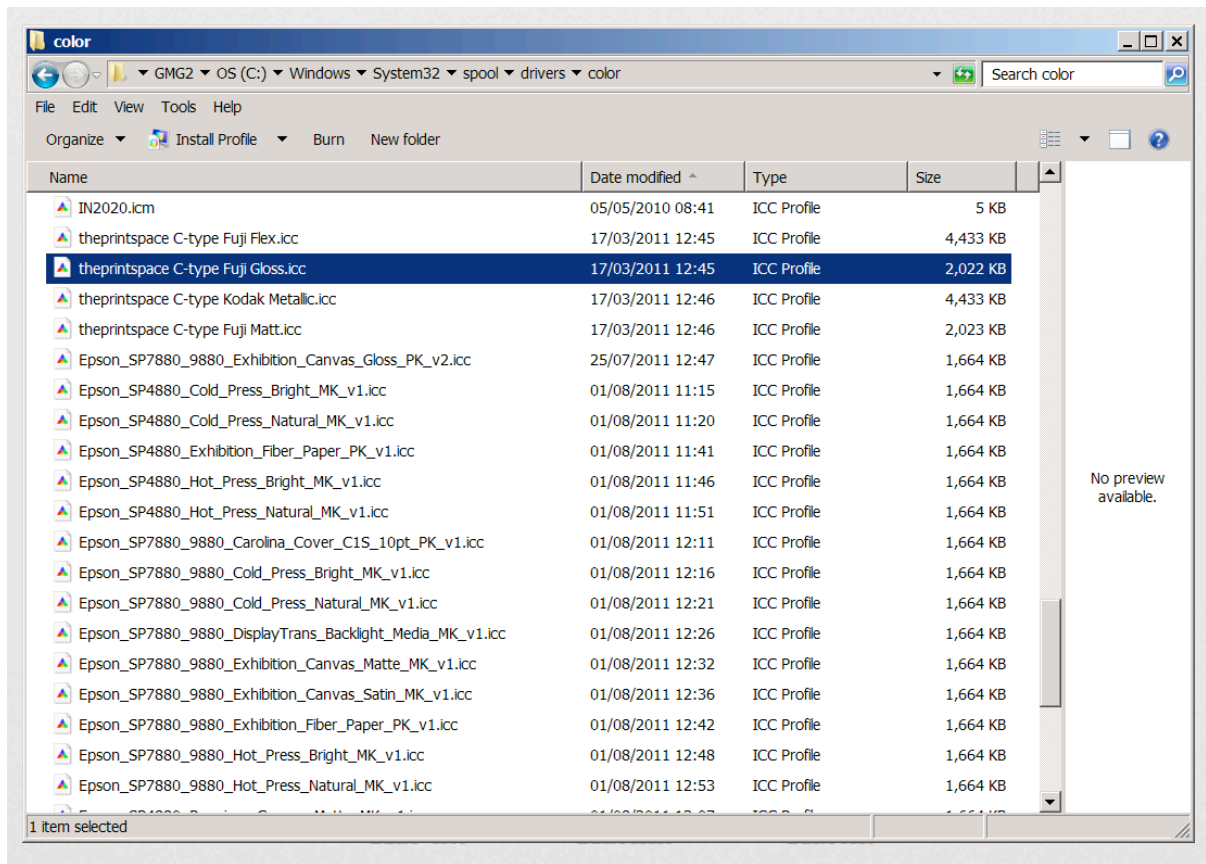 color
GMG2 OS (C:) Windows System32 spool drivers color Search color
File Edit View Tools Help
Organize Install Profile Burn New folder
Name Date modified Type Size
IN2020.icm 05/05/2010 08:41 ICC Profile 5 KB
theprintspace C-type Fuji Flex.icc 17/03/2011 12:45 ICC Profile 4,433 KB
theprintspace C-type Fuji Gloss.icc 17/03/2011 12:45 ICC Profile 2,022 KB
theprintspace C-type Kodak Metallic.icc 17/03/2011 12:46 ICC Profile 4,433 KB
theprintspace C-type Fuji Matt.icc 17/03/2011 12:46 ICC Profile 2,023 KB
Epson_SP7880_9880_Exhibition_Canvas_Gloss_PK_v2.icc 25/07/2011 12:47 ICC Profile 1,664 KB
Epson_SP4880_Cold_Press_Bright_MK_v1.icc 01/08/2011 11:15 ICC Profile 1,664 KB
Epson_SP4880_Cold_Press_Natural_MK_v1.icc 01/08/2011 11:20 ICC Profile 1,664 KB
Epson_SP4880_Exhibition_Fiber_Paper_PK_v1.icc 01/08/2011 11:41 ICC Profile 1,664 KB
Epson_SP4880_Hot_Press_Bright_MK_v1.icc 01/08/2011 11:46 ICC Profile 1,664 KB
Epson_SP4880_Hot_Press_Natural_MK_v1.icc 01/08/2011 11:51 ICC Profile 1,664 KB
Epson_SP7880_9880_Carolina_Cover_C1S_10pt_PK_v1.icc 01/08/2011 12:11 ICC Profile 1,664 KB
Epson_SP7880_9880_Cold_Press_Bright_MK_v1.icc 01/08/2011 12:16 ICC Profile 1,664 KB
Epson_SP7880_9880_Cold_Press_Natural_MK_v1.icc 01/08/2011 12:21 ICC Profile 1,664 KB
Epson_SP7880_9880_DisplayTrans_Backlight_Media_MK_v1.icc 01/08/2011 12:26 ICC Profile 1,664 KB
Epson_SP7880_9880_Exhibition_Canvas_Matte_MK_v1.icc 01/08/2011 12:32 ICC Profile 1,664 KB
Epson_SP7880_9880_Exhibition_Canvas_Satin_MK_v1.icc 01/08/2011 12:36 ICC Profile 1,664 KB
Epson_SP7880_9880_Exhibition_Fiber_Paper_PK_v1.icc 01/08/2011 12:42 ICC Profile 1,664 KB
Epson_SP7880_9880_Hot_Press_Bright_MK_v1.icc 01/08/2011 12:48 ICC Profile 1,664 KB
Epson_SP7880_9880_Hot_Press_Natural_MK_v1.icc 01/08/2011 12:53 ICC Profile 1,664 KB
No preview
available.
1 item selected